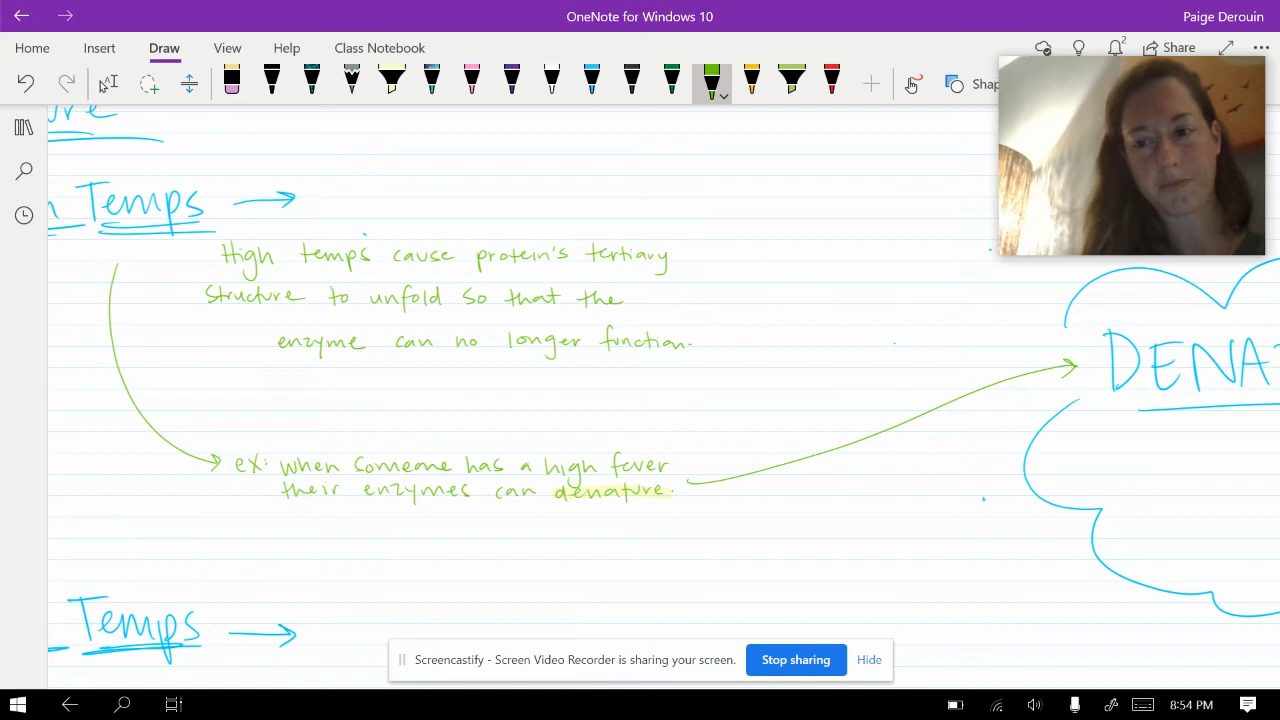 OneNote for Windows 10
Paige Derouin
Home Insert Draw View Help Class Notebook
2
Share
Shap
ure
Temps →
High temps cause protein's tertiary
structure to unfold so that the
enzyme can no longer function.
DENA
ex: when someone has a high fever
their enzymes can denature.
Temps →
Screencastify - Screen Video Recorder is sharing your screen. Stop sharing Hide
8:54 PM